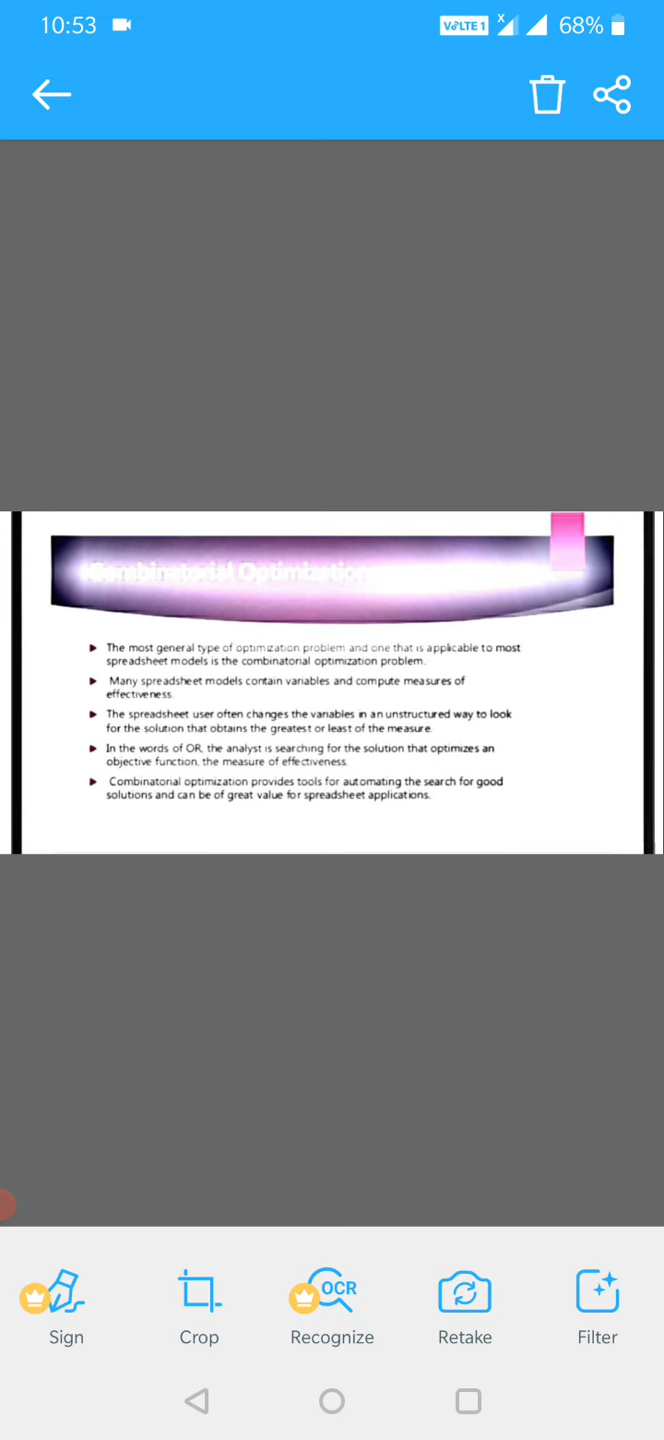 10:53
VoLTE 1
X
68%
Combinatorial Optimization
The most general type of optimization problem and one that is applicable to most
spreadsheet models is the combinatorial optimization problem.
Many spreadsheet models contain variables and compute measures of
effectiveness.
The spreadsheet user often changes the variables in an unstructured way to look
for the solution that obtains the greatest or least of the measure.
In the words of OR, the analyst is searching for the solution that optimizes an
objective function, the measure of effectiveness.
Combinatorial optimization provides tools for automating the search for good
solutions and can be of great value for spreadsheet applications.
OCR
Sign Crop Recognize Retake Filter